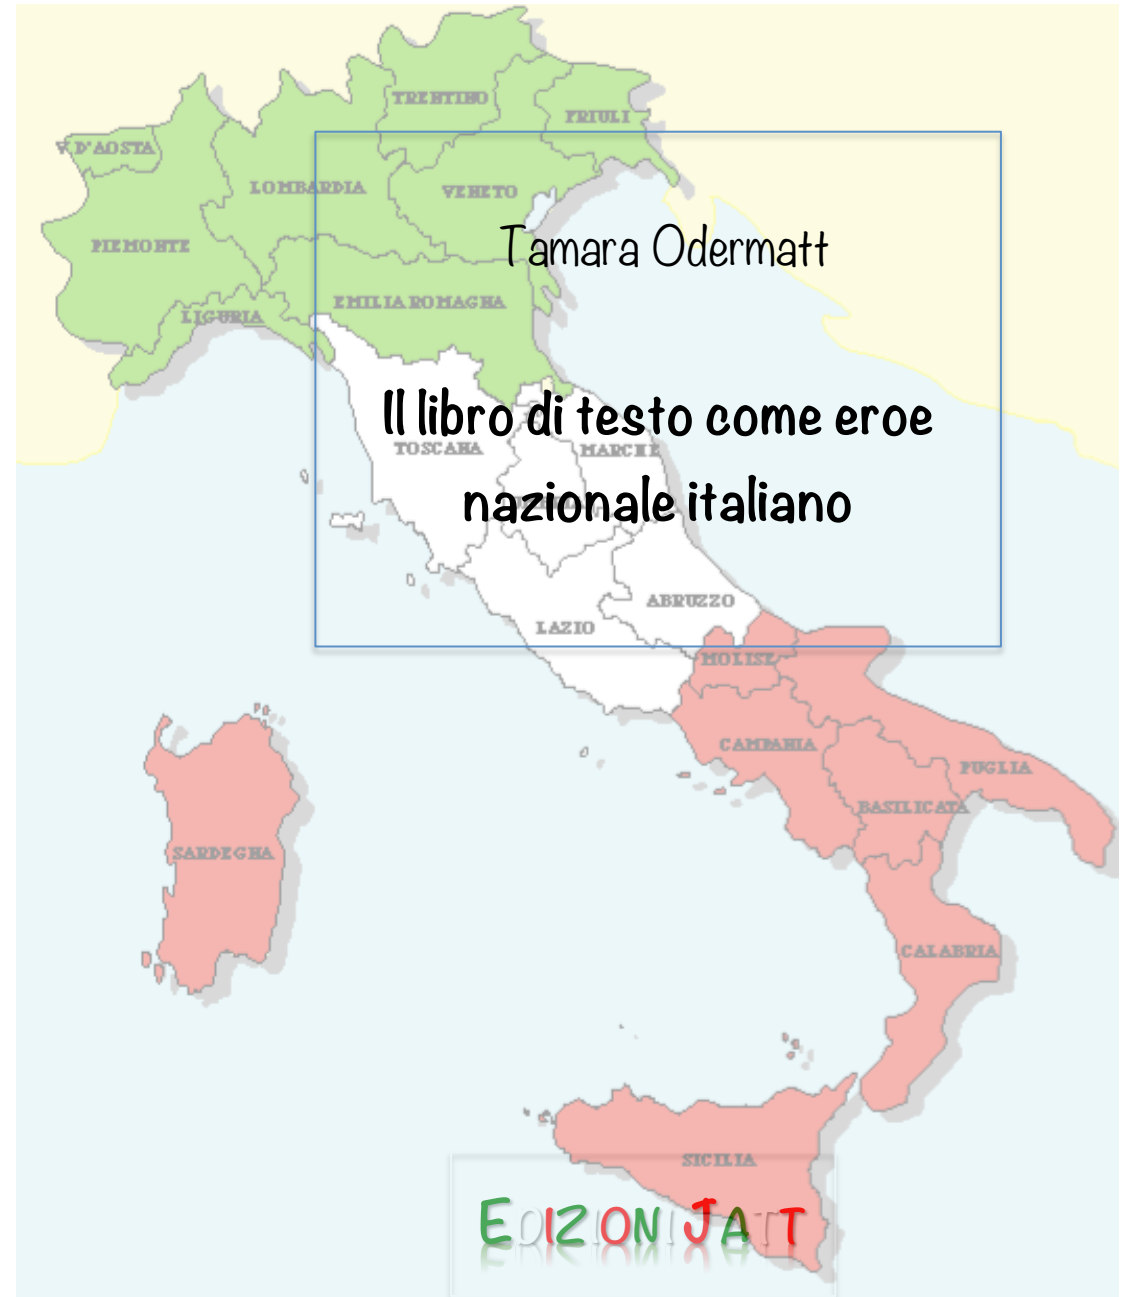 TRENTINO
FRIULI
V. D'AOSTA
LOMBARDIA
VENETO
PIEMONTE
Tamara Odermatt
EMILIA ROMAGNA
LIGURIA
Il libro di testo come eroe
TOSCANA
MARCHE
nazionale italiano
ABRUZZO
LAZIO
MOLISE
CAMPANIA
PUGLIA
BASILICATA
SARDEGNA
CALABRIA
SICILIA
EDIZIONI JATT